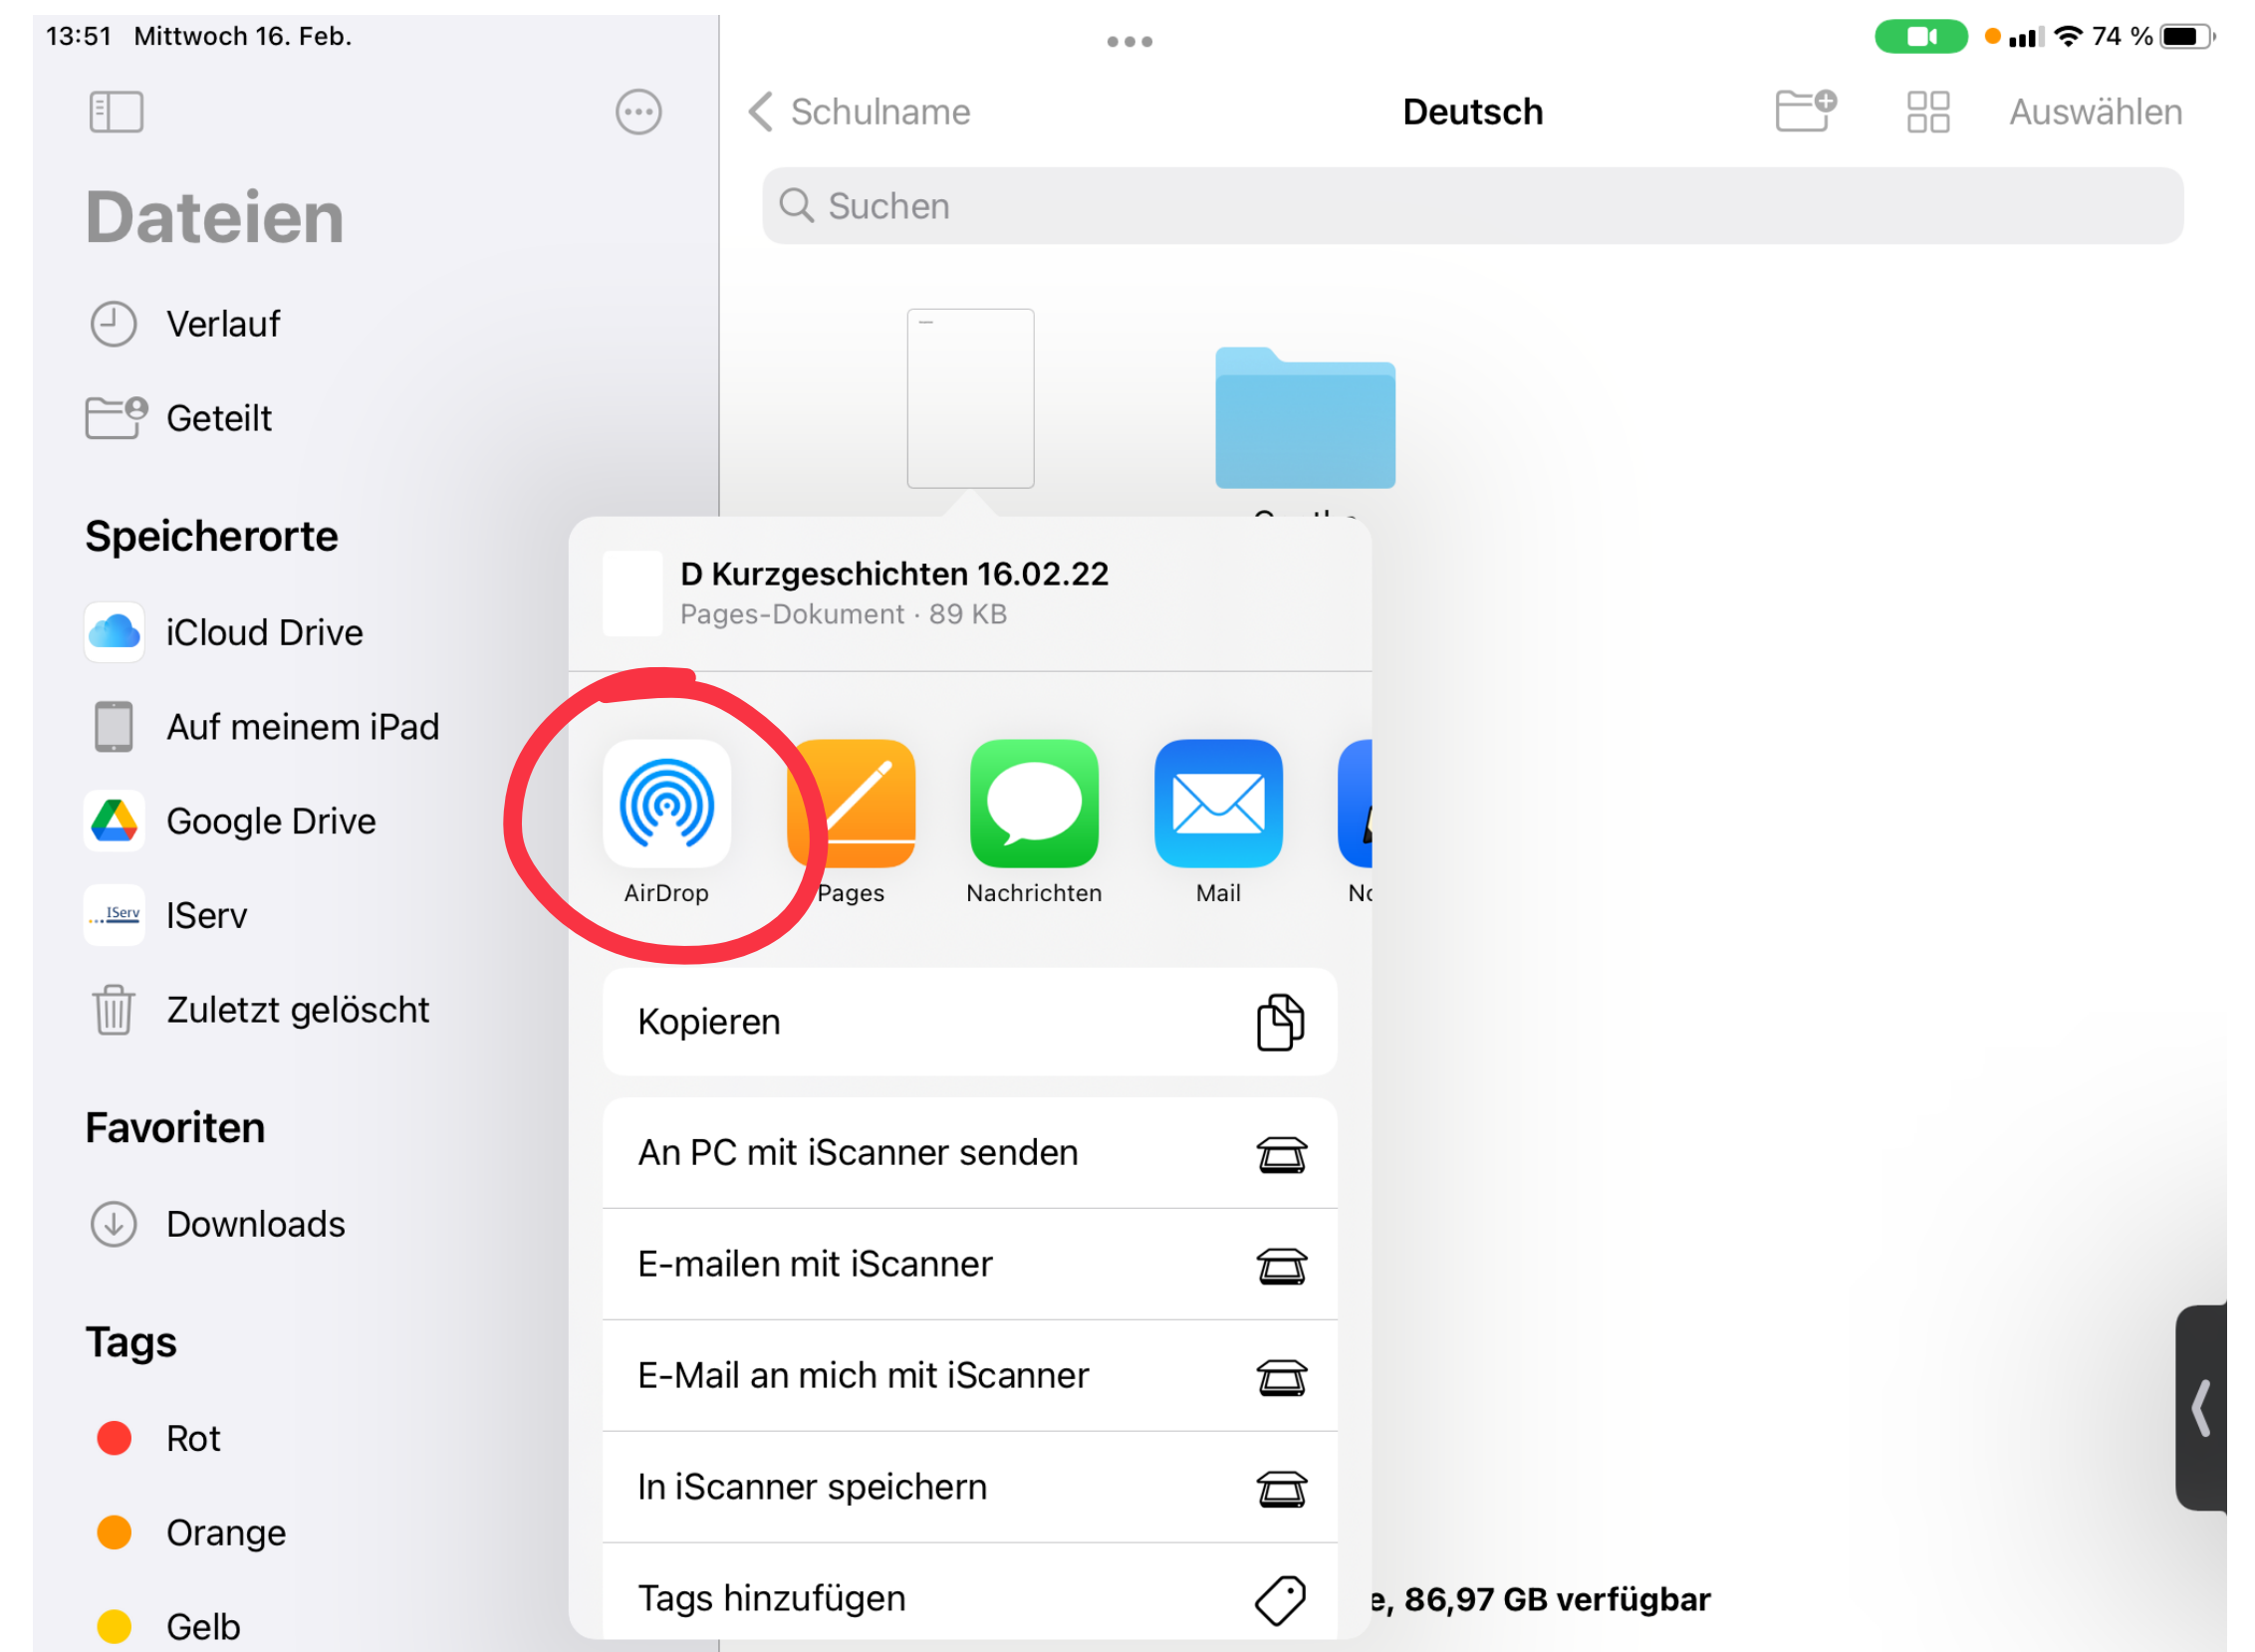 13:51 Mittwoch 16. Feb.
74 %
Dateien
Verlauf
Geteilt
Speicherorte
iCloud Drive
Auf meinem iPad
Google Drive
IServ
IServ
Zuletzt gelöscht
Favoriten
Downloads
Tags
Rot
Orange
Gelb
Schulname
Deutsch
Auswählen
Suchen
D Kurzgeschichten 16.02.22
Pages-Dokument · 89 KB
AirDrop
Pages
Nachrichten
Mail
Kopieren
An PC mit iScanner senden
E-mailen mit iScanner
E-Mail an mich mit iScanner
In iScanner speichern
Tags hinzufügen
e, 86,97 GB verfügbar